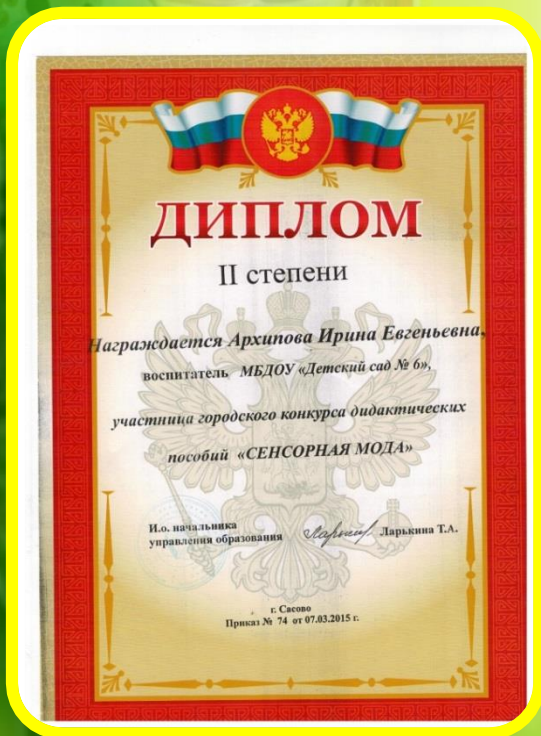 ДИПЛОМ
II степени
Награждается Архипова Ирина Евгеньевна,
воспитатель МБДОУ «Детский сад № 6»,
участница городского конкурса дидактических
пособий «СЕНСОРНАЯ МОДА»
И.о. начальника
управления образования Ларькина Т.А.
г. Сасово
Приказ № 74 от 07.03.2015 г.